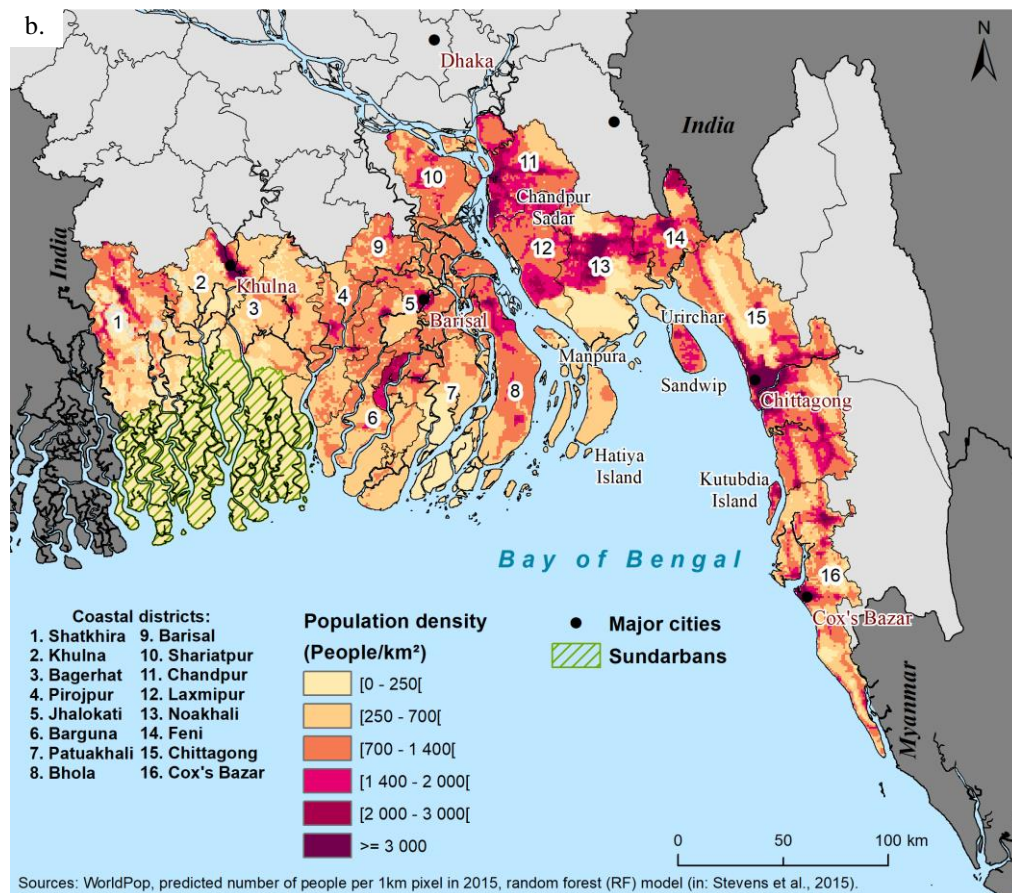 b.
N
Dhaka
India
11
10
Chandpur
Sadar
9
12
14
13
India
2
Khulna
4
5
3
1
Barisal
Urirchar
15
Manpura
Sandwip
7
8
6
Chittagong
Hatiya
Island
Kutubdia
Island
Bay of Bengal
16
Cox's Bazar
Myanmar
Coastal districts:
1. Shatkhira 9. Barisal
2. Khulna 10. Shariatpur
3. Bagerhat 11. Chandpur
4. Pirojpur 12. Laxmipur
5. Jhalokati 13. Noakhali
6. Barguna 14. Feni
7. Patuakhali 15. Chittagong
8. Bhola 16. Cox's Bazar
Population density
(People/km²)
[0 - 250[
[250 - 700[
[700 - 1 400[
[1 400 - 2 000[
[2 000 - 3 000[
>= 3 000
Major cities
Sundarbans
0 50 100 km
Sources: WorldPop, predicted number of people per 1km pixel in 2015, random forest (RF) model (in: Stevens et al., 2015).